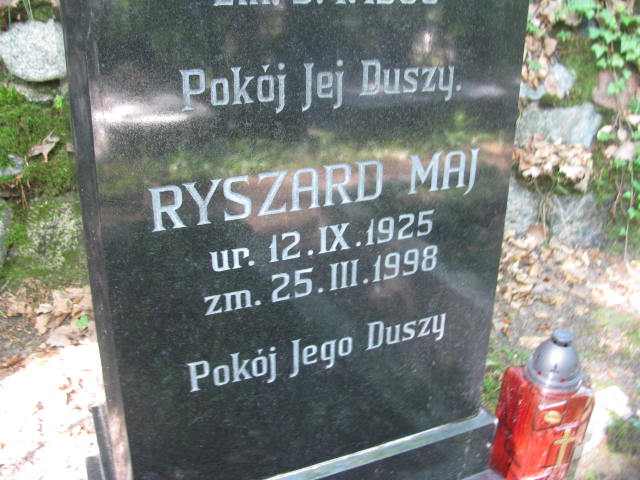 Pokój Jej Duszy.
RYSZARD MAJ
ur. 12.IX.1925
zm. 25.III.1998
Pokój Jego Duszy